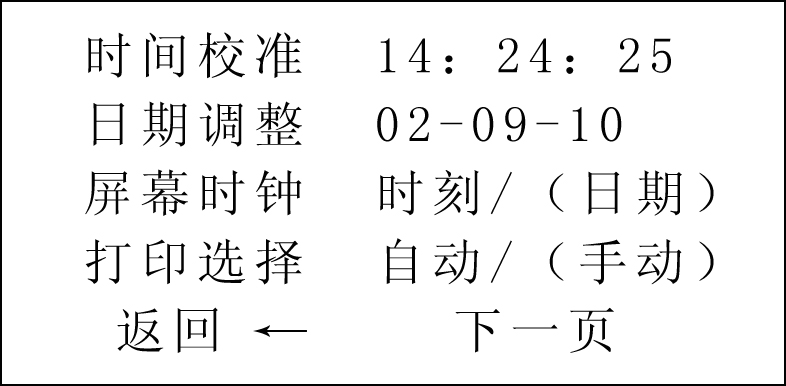 时间校准 14：24：25
日期调整 02-09-10
屏幕时钟 时刻/（日期）
打印选择 自动/（手动）
返回 ← 下一页